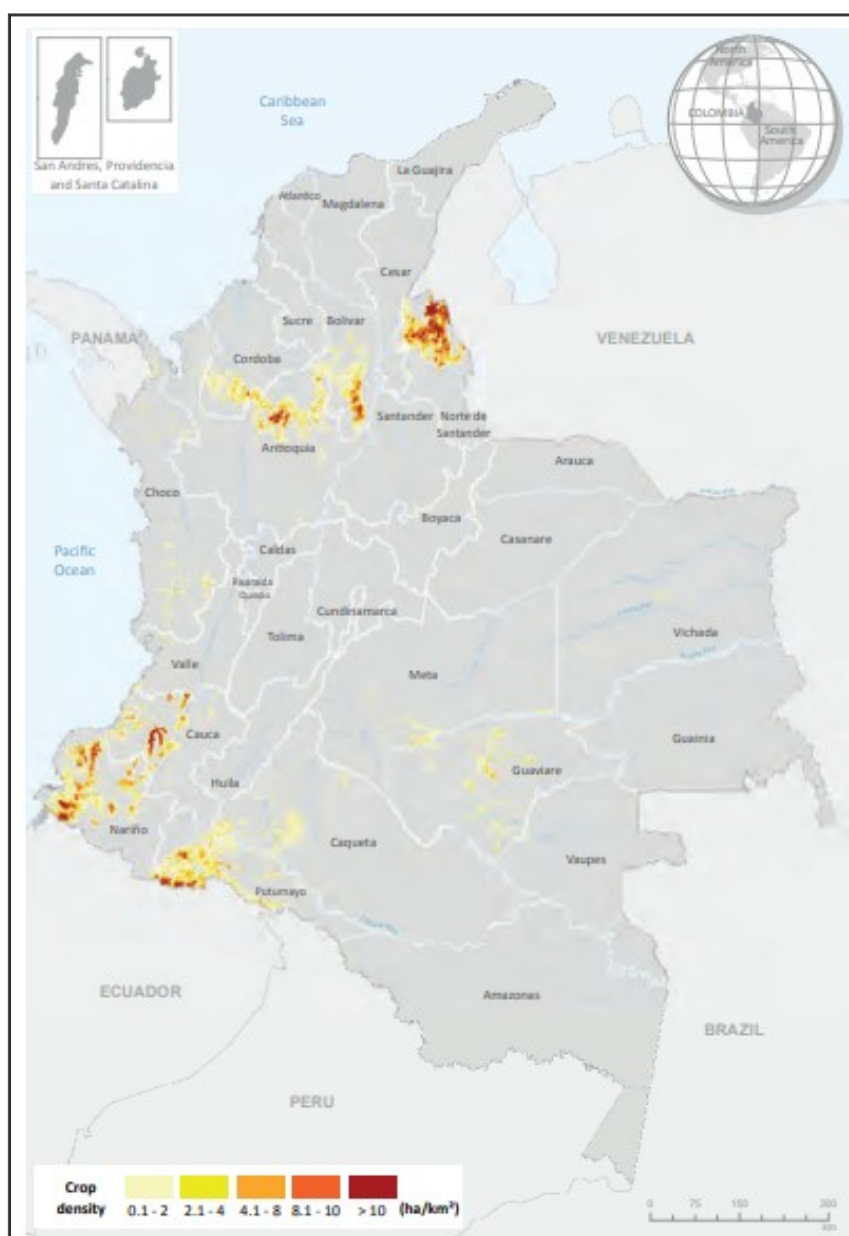 North
America
COLOMBIA
South
America
San Andres, Providencia
and Santa Catalina
Caribbean
Sea
La Guajira
Atlantico
Magdalena
Cesar
PANAMA
Sucre
Bolivar
VENEZUELA
Cordoba
Santander
Norte de
Santander
Antioquia
Arauca
Choco
Boyaca
Casanare
Pacific
Ocean
Caldas
Risaralda
Quindio
Cundinamarca
Tolima
Vichada
Valle
Meta
Cauca
Guainia
Huila
Guaviare
Nariño
Caqueta
Vaupes
Putumayo
ECUADOR
Amazonas
BRAZIL
PERU
Crop
density
0.1 - 2
2.1 - 4
4.1 - 8
8.1 - 10
> 10
(ha/km²)
0
75
150
300
km